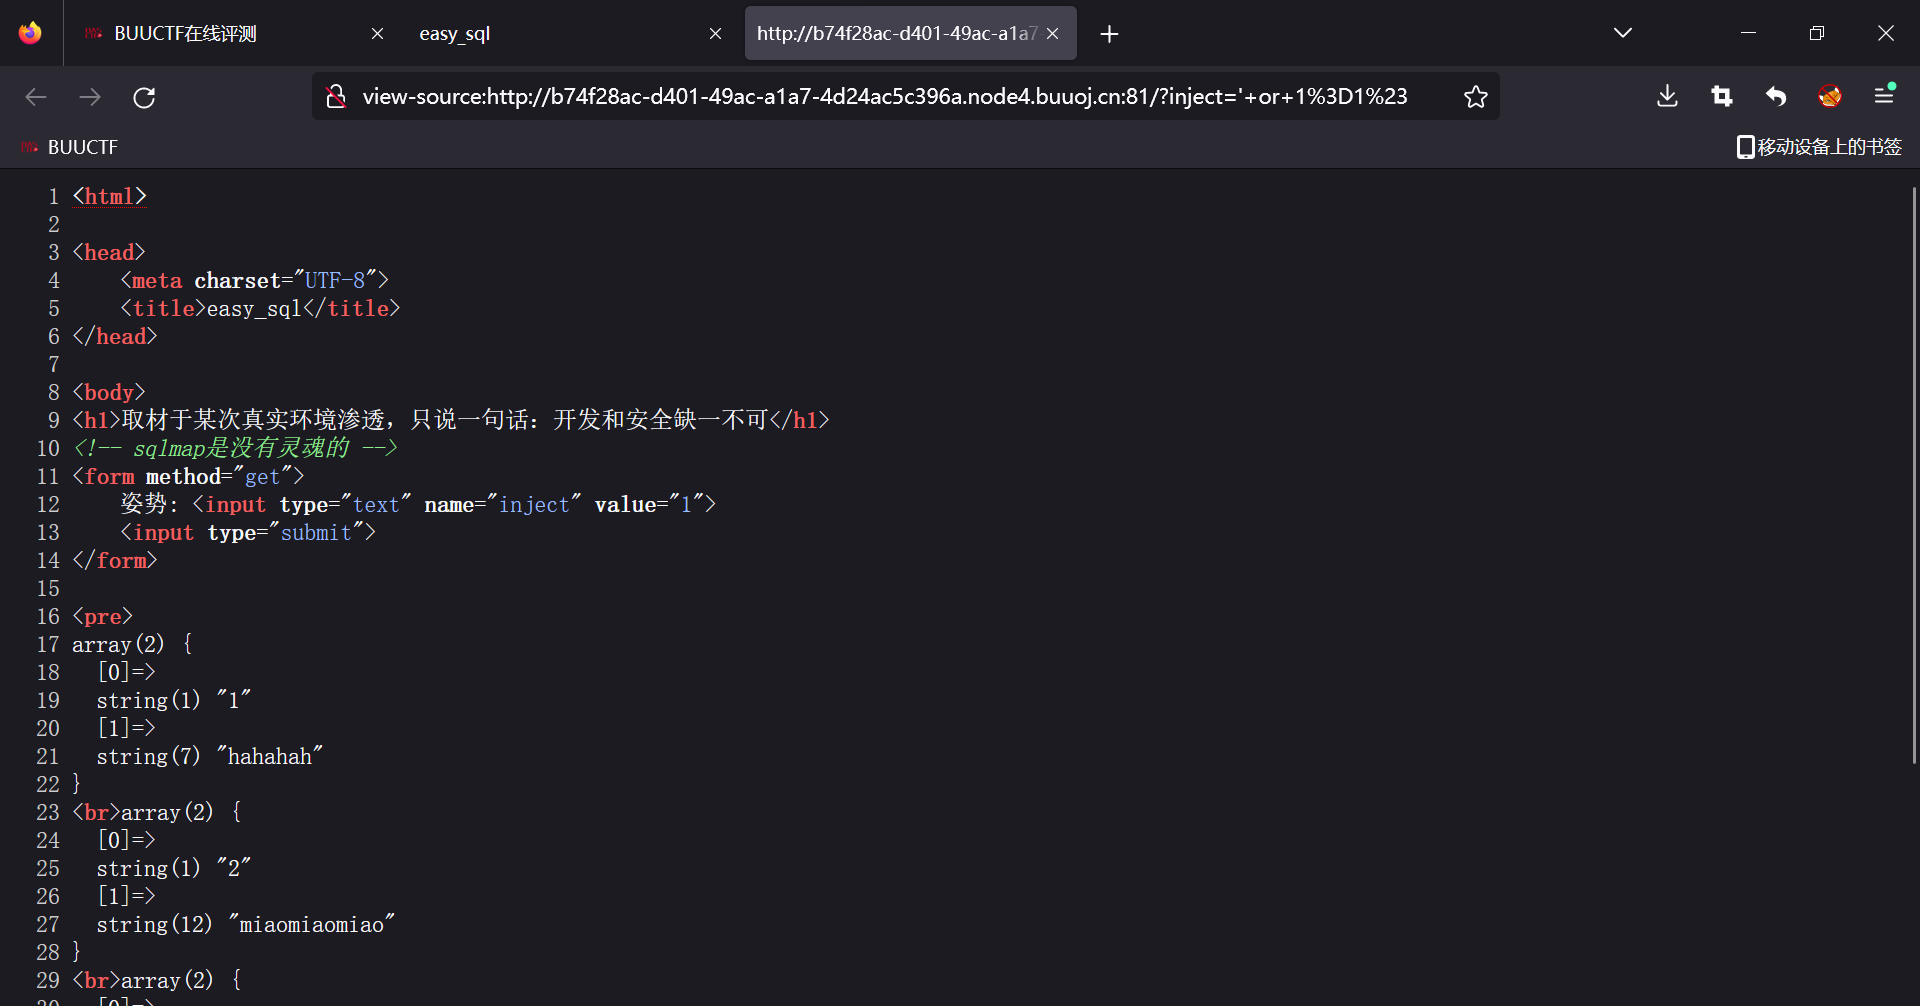 BUUCTF在线评测
easy_sql
http://b74f28ac-d401-49ac-a1a7
view-source:http://b74f28ac-d401-49ac-a1a7-4d24ac5c396a.node4.buuoj.cn:81/?inject='+or+1%3D1%23
BUUCTF
移动设备上的书签
1 <html>
2
3 <head>
4     <meta charset="UTF-8">
5     <title>easy_sql</title>
6 </head>
7
8 <body>
9 <h1>取材于某次真实环境渗透，只说一句话：开发和安全缺一不可</h1>
10 <!-- sqlmap是没有灵魂的 -->
11 <form method="get">
12     姿势: <input type="text" name="inject" value="1">
13     <input type="submit">
14 </form>
15
16 <pre>
17 array(2) {
18   [0]=>
19   string(1) "1"
20   [1]=>
21   string(7) "hahahah"
22 }
23 <br>array(2) {
24   [0]=>
25   string(1) "2"
26   [1]=>
27   string(12) "miaomiaomiao"
28 }
29 <br>array(2) {
30   [0]=>